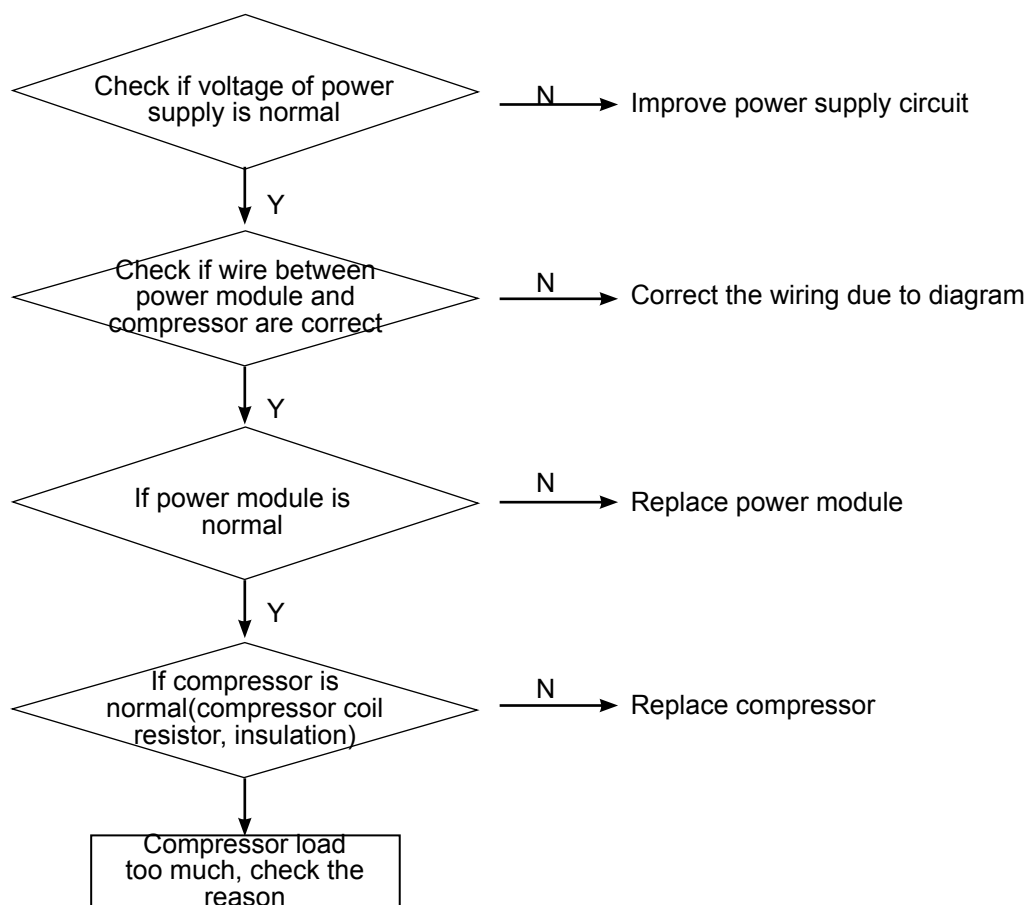 Check if voltage of power
supply is normal
N
Improve power supply circuit
Y
Check if wire between
power module and
compressor are correct
N
Correct the wiring due to diagram
Y
If power module is
normal
N
Replace power module
Y
If compressor is
normal(compressor coil
resistor, insulation)
N
Replace compressor
Compressor load
too much, check the
reason